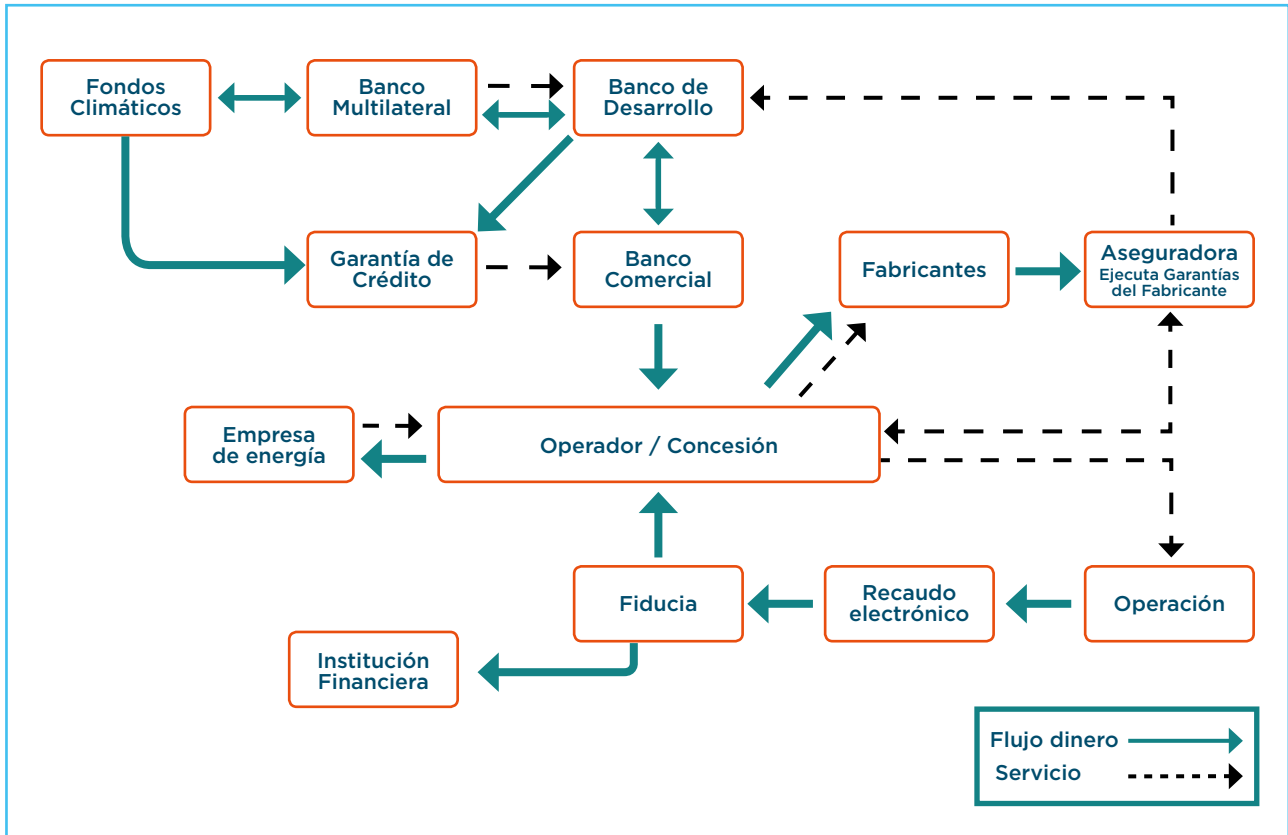 Fondos
Climáticos
Banco
Multilateral
Banco de
Desarrollo
Garantía de
Crédito
Banco
Comercial
Fabricantes
Aseguradora
Ejecuta Garantías
del Fabricante
Empresa
de energía
Operador / Concesión
Fiducia
Recaudo
electrónico
Operación
Institución
Financiera
Flujo dinero
Servicio